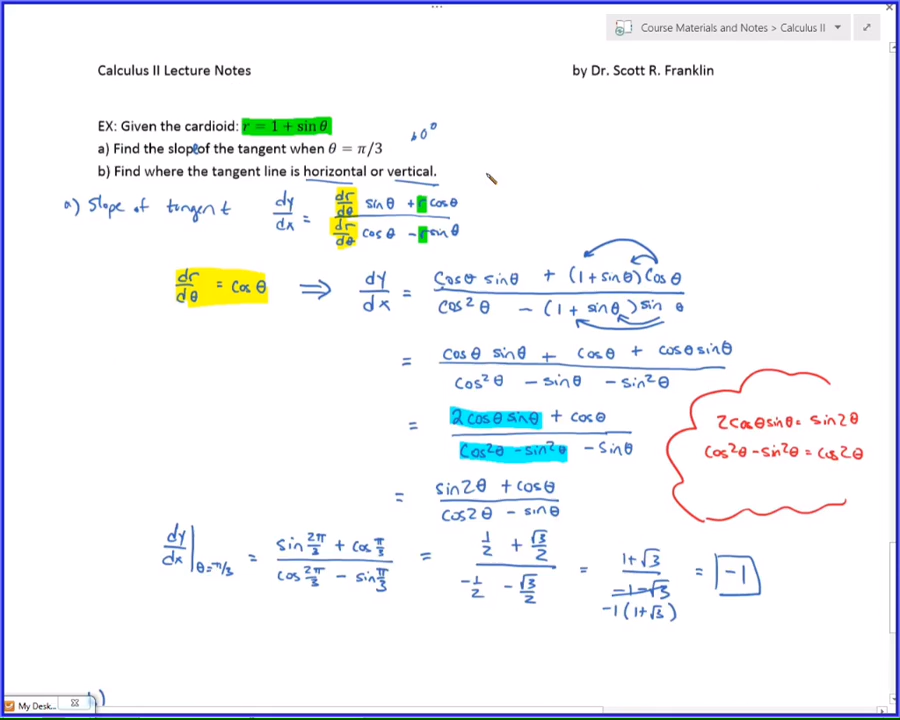 Course Materials and Notes > Calculus II
Calculus II Lecture Notes
by Dr. Scott R. Franklin
EX: Given the cardioid: r = 1 + sin θ
60°
a) Find the slope of the tangent when θ = π/3
b) Find where the tangent line is horizontal or vertical.
a) Slope of tangent dy/dx = (dr/dθ sin θ + r cos θ)/(dr/dθ cos θ - r sin θ)
dr/dθ = cos θ ⟹ dy/dx = (cos θ sin θ + (1 + sin θ) cos θ)/(cos² θ - (1 + sin θ) sin θ)
= (cos θ sin θ + cos θ + cos θ sin θ)/(cos² θ - sin θ - sin² θ)
= (2 cos θ sin θ + cos θ)/(cos² θ - sin² θ - sin θ)
2 cos θ sin θ = sin 2θ
cos² θ - sin² θ = cos 2θ
= (sin 2θ + cos θ)/(cos 2θ - sin θ)
dy/dx |θ=π/3 = (sin 2π/3 + cos π/3)/(cos 2π/3 - sin π/3) = (1/2 + √3/2)/(-1/2 - √3/2) = (1 + √3)/(-1 - √3) = -1
-1(1 + √3)
b)
My Desk...